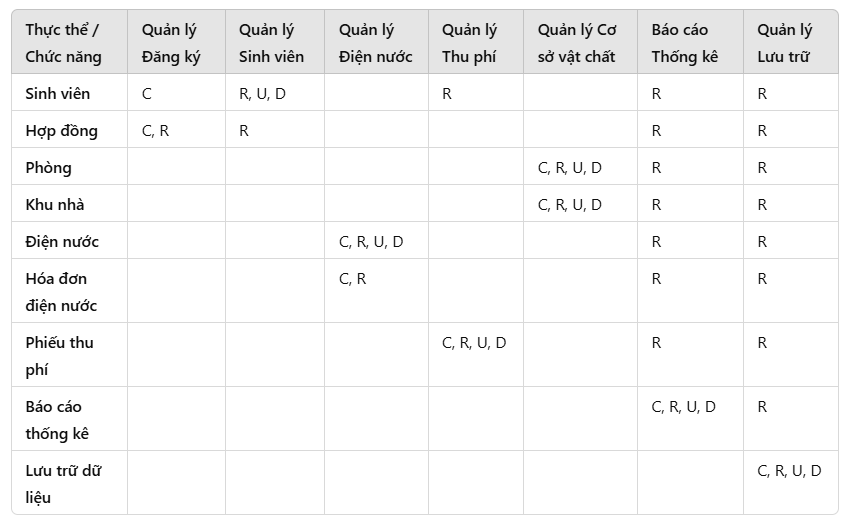 Thực thể / Quản lý Quản lý Quản lý Quản lý Quản lý Cơ Báo cáo Quản lý
Chức năng Đăng ký Sinh viên Điện nước Thu phí sở vật chất Thống kê Lưu trữ
Sinh viên C R, U, D R R R
Hợp đồng C, R R R R
Phòng C, R, U, D R R
Khu nhà C, R, U, D R R
Điện nước C, R, U, D R R
Hóa đơn C, R R R
điện nước
Phiếu thu C, R, U, D R R
phí
Báo cáo C, R, U, D R
thống kê
Lưu trữ dữ C, R, U, D
liệu